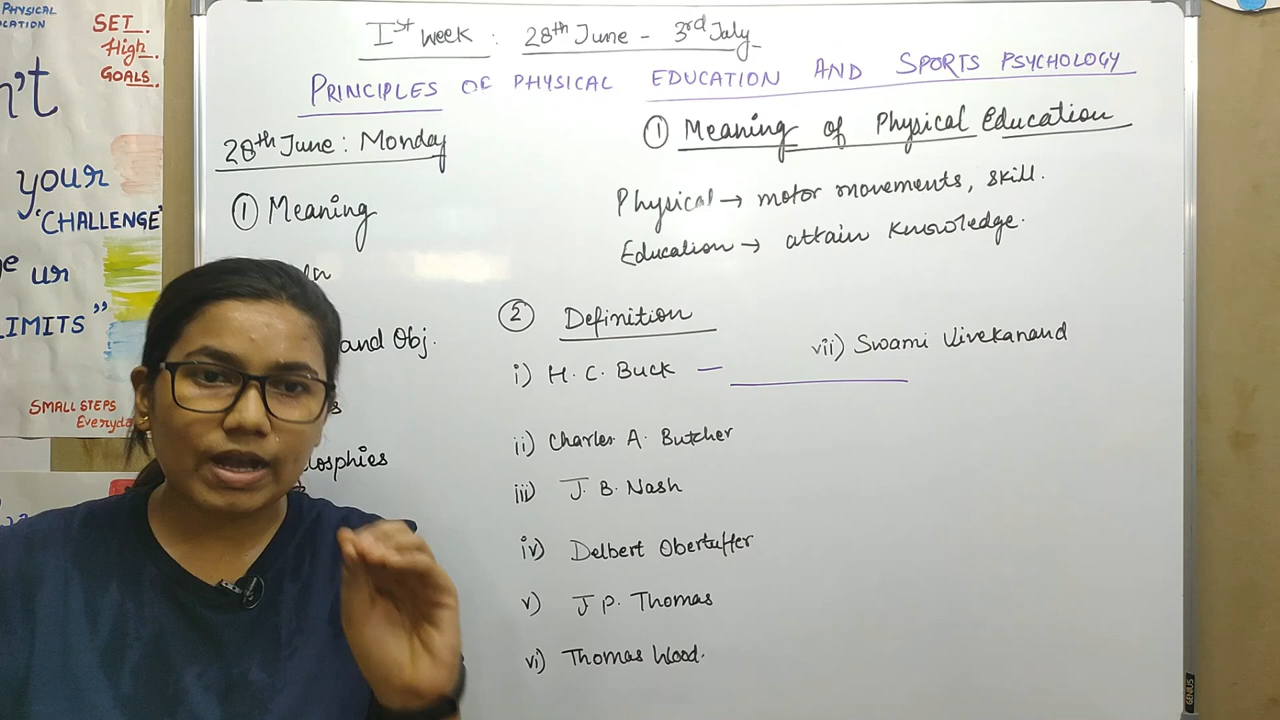 PHYSICAL
SET
High
GOALS.
n't
your
'CHALLENGE'
ur
LIMITS"
SMALL STEPS
Ist week : 28th June - 3rd July
PRINCIPLES OF PHYSICAL EDUCATION AND SPORTS PSYCHOLOGY
28th June : Monday
① Meaning
and Obj.
① Meaning of Physical Education
Physical → motor movements, skill.
Education → attain knowledge.
② Definition
i) H. C. Buck —
vii) Swami Vivekanand
ii) Charles A. Butcher
iii) J. B. Nash
iv) Delbert Obertuffer
v) J P. Thomas
vi) Thomas Wood.
GENIUS